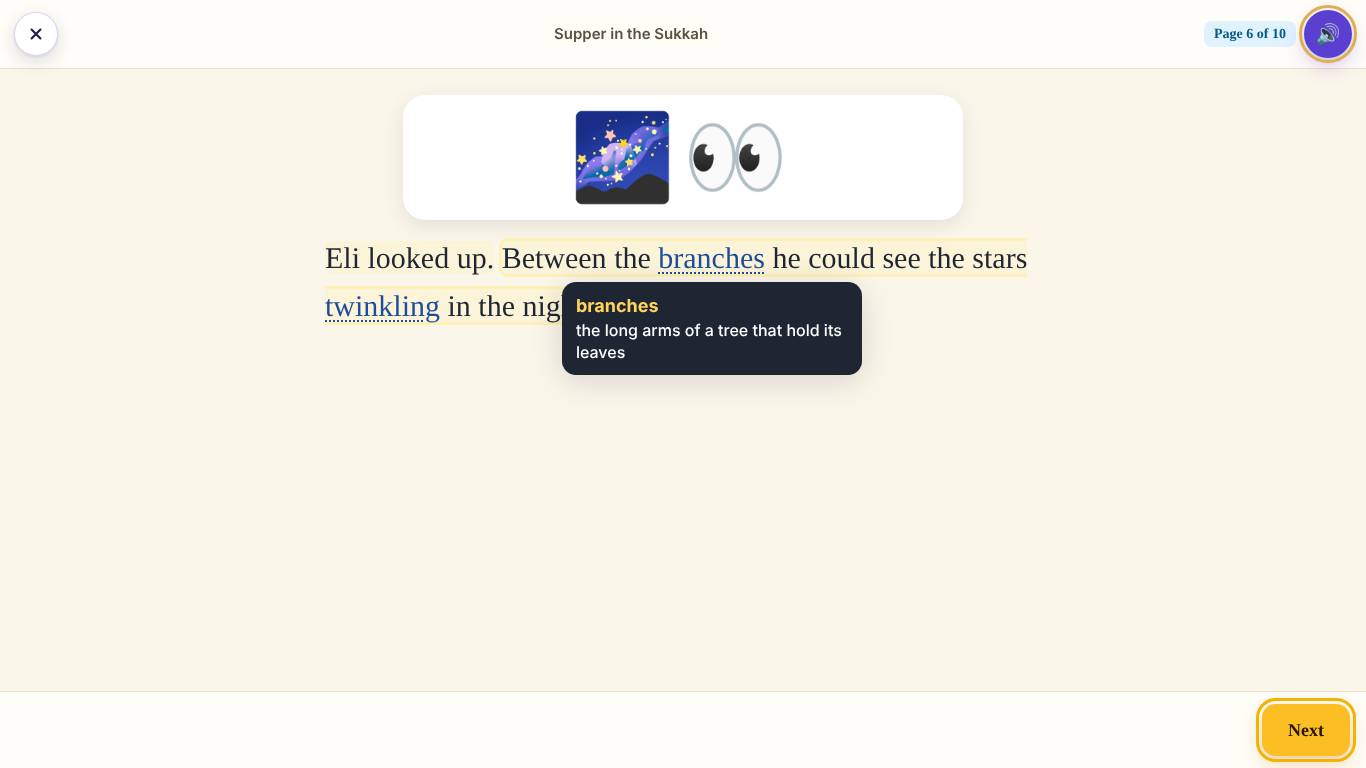 Supper in the Sukkah
Page 6 of 10
Eli looked up. Between the branches he could see the stars
twinkling in the nig
branches
the long arms of a tree that hold its
leaves
Next